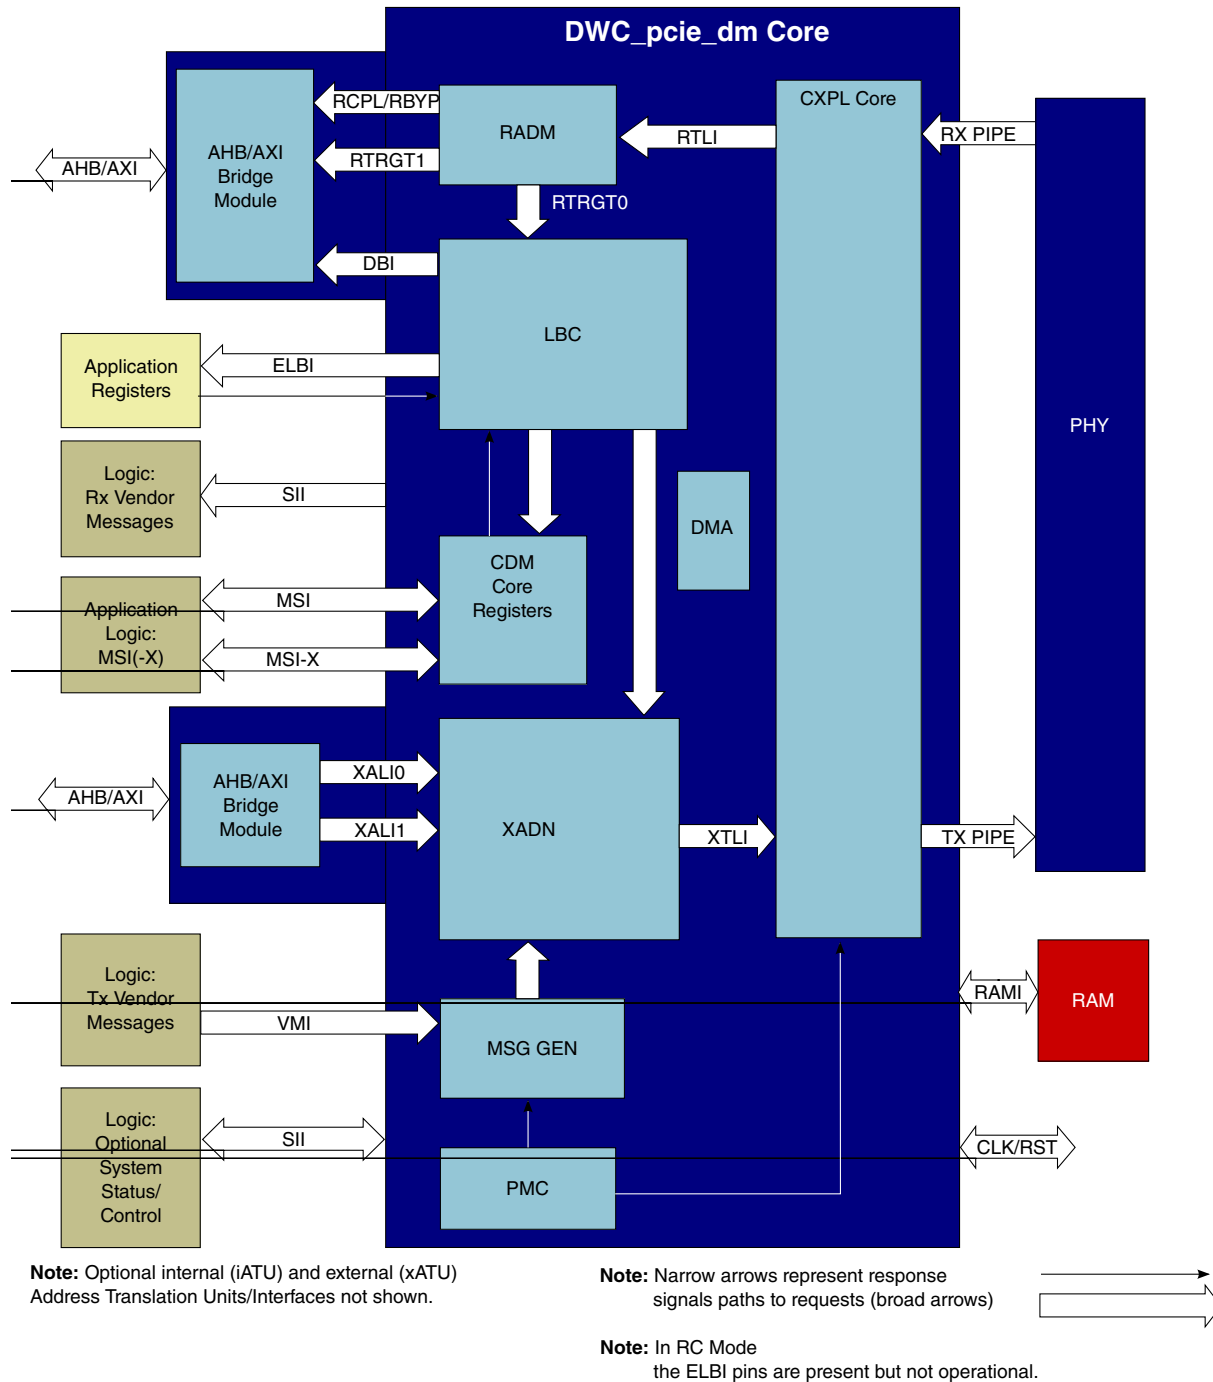 DWC_pcie_dm Core
RCPL/RBYP
RADM
CXPL Core
RTLI
RX PIPE
AHB/AXI
AHB/AXI
Bridge
Module
RTRGT1
RTRGT0
DBI
LBC
Application
Registers
ELBI
PHY
Logic:
Rx Vendor
Messages
SII
DMA
CDM
Core
Registers
Application
Logic:
MSI(-X)
MSI
MSI-X
AHB/AXI
AHB/AXI
Bridge
Module
XALI0
XALI1
XADN
XTLI
TX PIPE
Logic:
Tx Vendor
Messages
VMI
MSG GEN
RAMI
RAM
Logic:
Optional
System
Status/
Control
SII
PMC
CLK/RST
Note: Optional internal (iATU) and external (xATU)
Address Translation Units/Interfaces not shown.
Note: Narrow arrows represent response
signals paths to requests (broad arrows)
Note: In RC Mode
the ELBI pins are present but not operational.